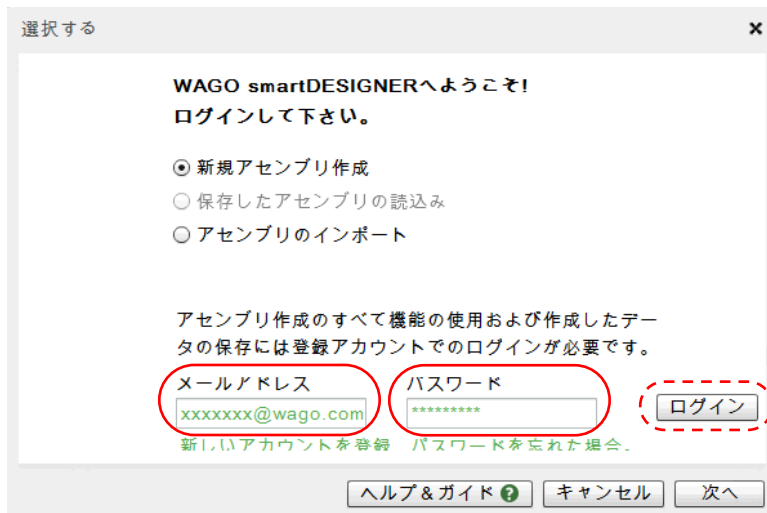 選択する
WAGO smartDESIGNERへようこそ!
ログインして下さい。
新規アセンブリ作成
保存したアセンブリの読込み
アセンブリのインポート
アセンブリ作成のすべて機能の使用および作成したデー
タの保存には登録アカウントでのログインが必要です。
メールアドレス パスワード
xxxxxxx@wago.com ********* ログイン
新しいアカウントを登録 パスワードを忘れた場合。
ヘルプ&ガイド ? キャンセル 次へ